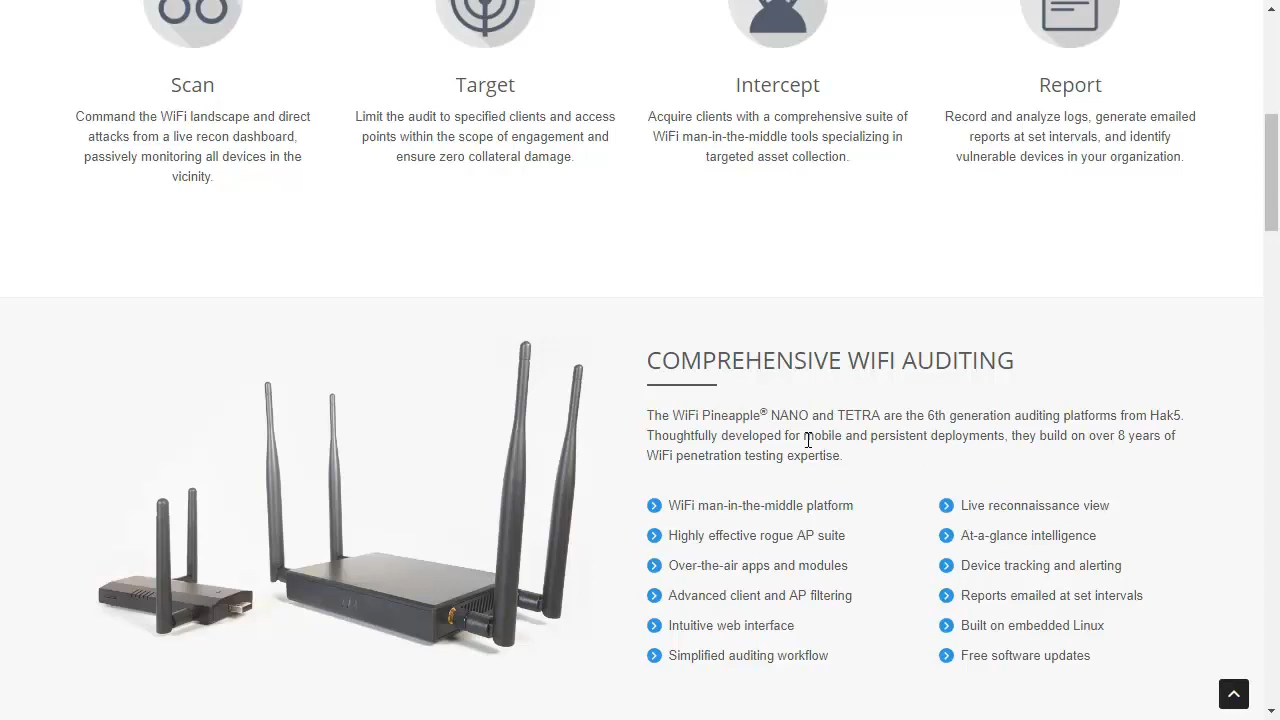 Scan
Command the WiFi landscape and direct
attacks from a live recon dashboard,
passively monitoring all devices in the
vicinity.
Target
Limit the audit to specified clients and access
points within the scope of engagement and
ensure zero collateral damage.
Intercept
Acquire clients with a comprehensive suite of
WiFi man-in-the-middle tools specializing in
targeted asset collection.
Report
Record and analyze logs, generate emailed
reports at set intervals, and identify
vulnerable devices in your organization.
COMPREHENSIVE WIFI AUDITING
The WiFi Pineapple® NANO and TETRA are the 6th generation auditing platforms from Hak5.
Thoughtfully developed for mobile and persistent deployments, they build on over 8 years of
WiFi penetration testing expertise.
WiFi man-in-the-middle platform
Highly effective rogue AP suite
Over-the-air apps and modules
Advanced client and AP filtering
Intuitive web interface
Simplified auditing workflow
Live reconnaissance view
At-a-glance intelligence
Device tracking and alerting
Reports emailed at set intervals
Built on embedded Linux
Free software updates